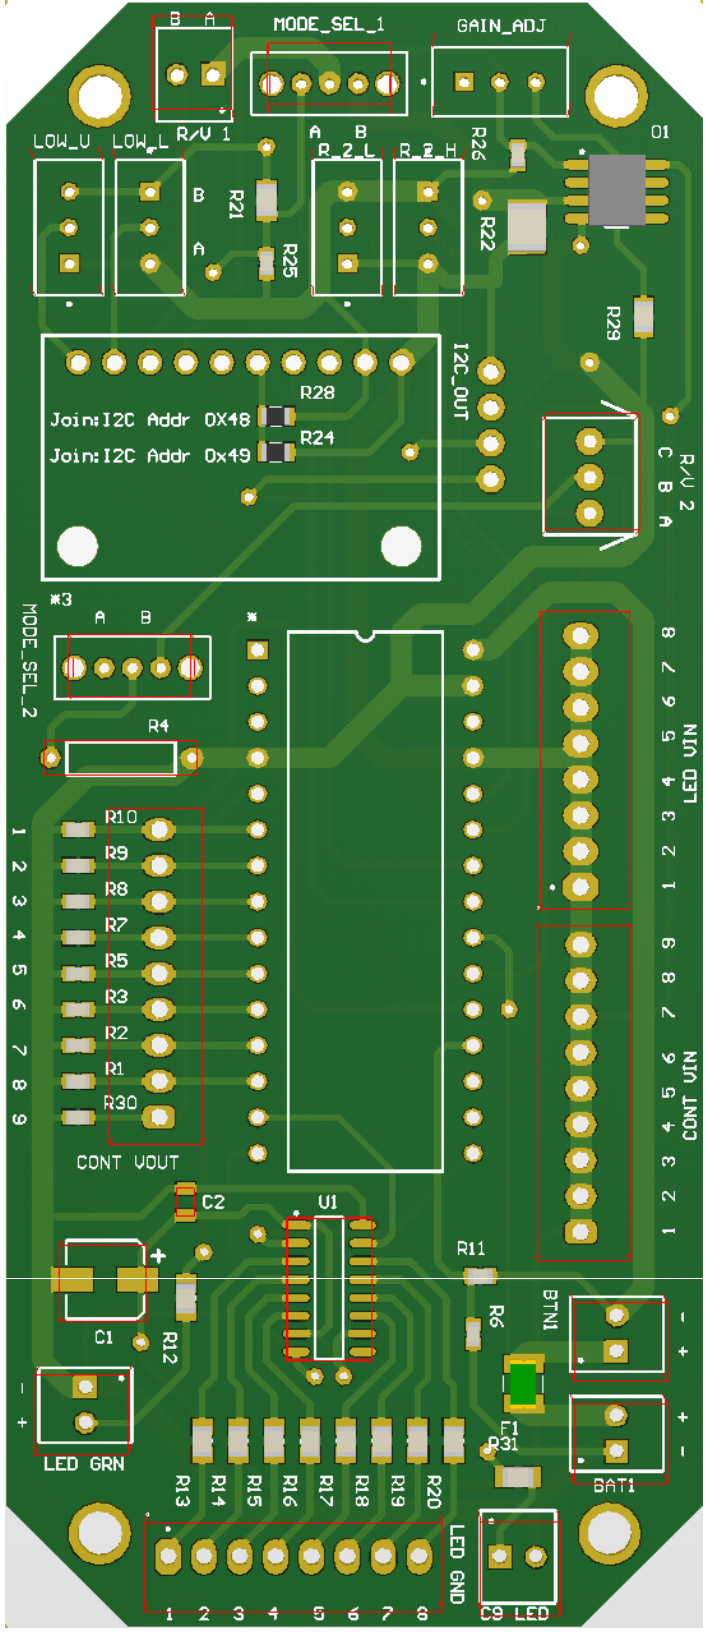 B A
MODE_SEL_1
GAIN_ADJ
R/V 1
LOW_V
LOW_L
A B
R_2_L
R_2_H
R26
O1
B
A
R21
R25
R22
R29
I2C_OUT
R28
Join:I2C Addr 0X48
R24
Join:I2C Addr 0x49
R/V 2
C
B
A
*3
*
A B
MODE_SEL_2
R4
8
7
6
5
4
3
2
1
LED VIN
R10
R9
R8
R7
R5
R3
R2
R1
R30
1
2
3
4
5
6
7
8
9
CONT VOUT
9
8
7
6
5
4
3
2
1
CONT VIN
C2
U1
+
C1
R12
R11
R6
BTN1
-
+
F1
R31
+
-
BAT1
-
+
LED GRN
R13
R14
R15
R16
R17
R18
R19
R20
LED GND
1 2 3 4 5 6 7 8
C9 LED